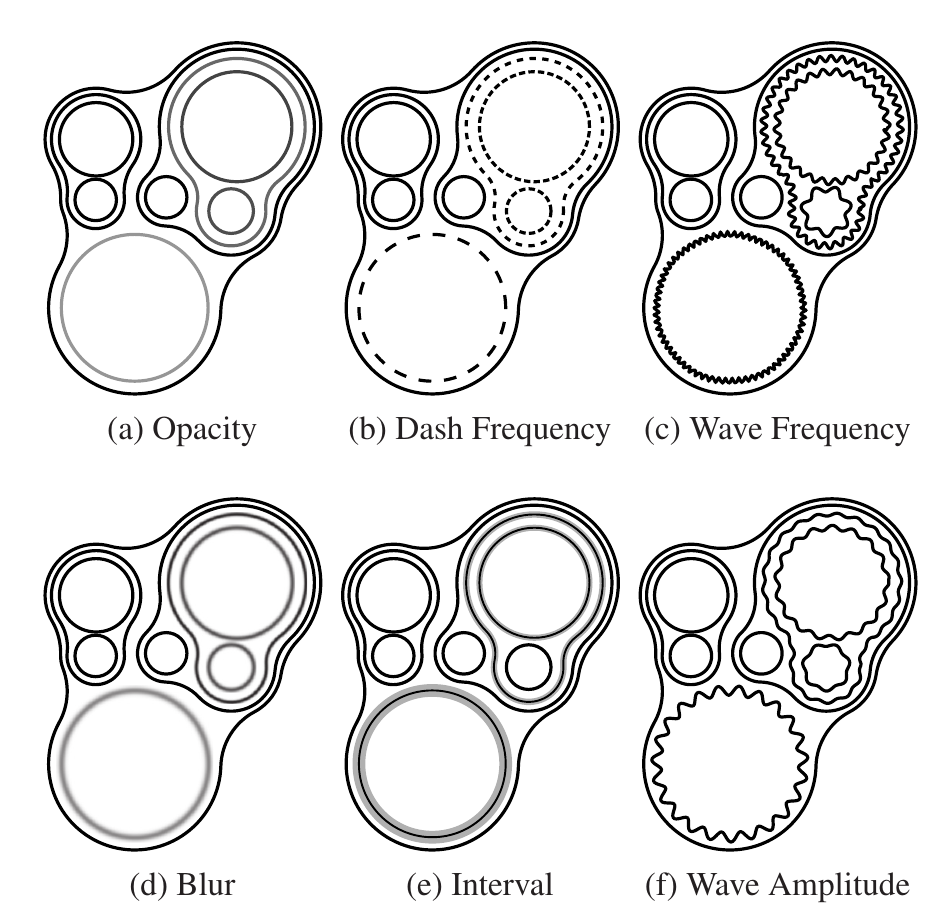 (a) Opacity
(b) Dash Frequency
(c) Wave Frequency
(d) Blur
(e) Interval
(f) Wave Amplitude